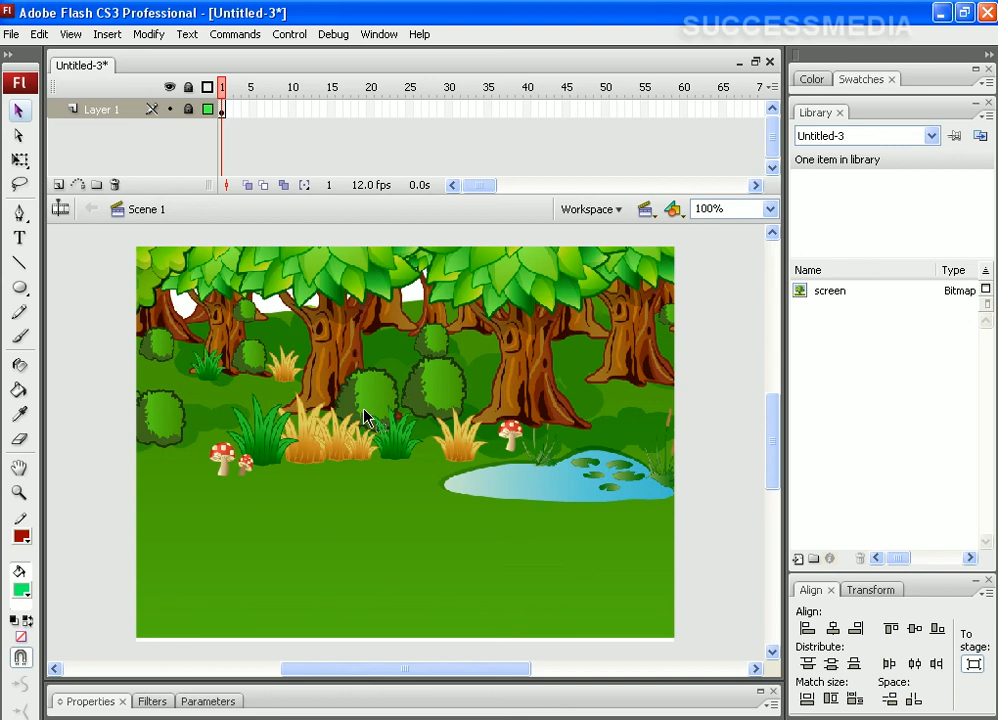 Adobe Flash CS3 Professional - [Untitled-3*]
SUCCESSMEDIA
File Edit View Insert Modify Text Commands Control Debug Window Help
Untitled-3*
Fl
1 5 10 15 20 25 30 35 40 45 50 55 60 65 7
Layer 1
1 12.0 fps 0.0s
Scene 1 Workspace 100%
Color Swatches
Library
Untitled-3
One item in library
Name Type
screen Bitmap
Align Transform
Align:
To stage:
Distribute:
Match size: Space:
Properties Filters Parameters